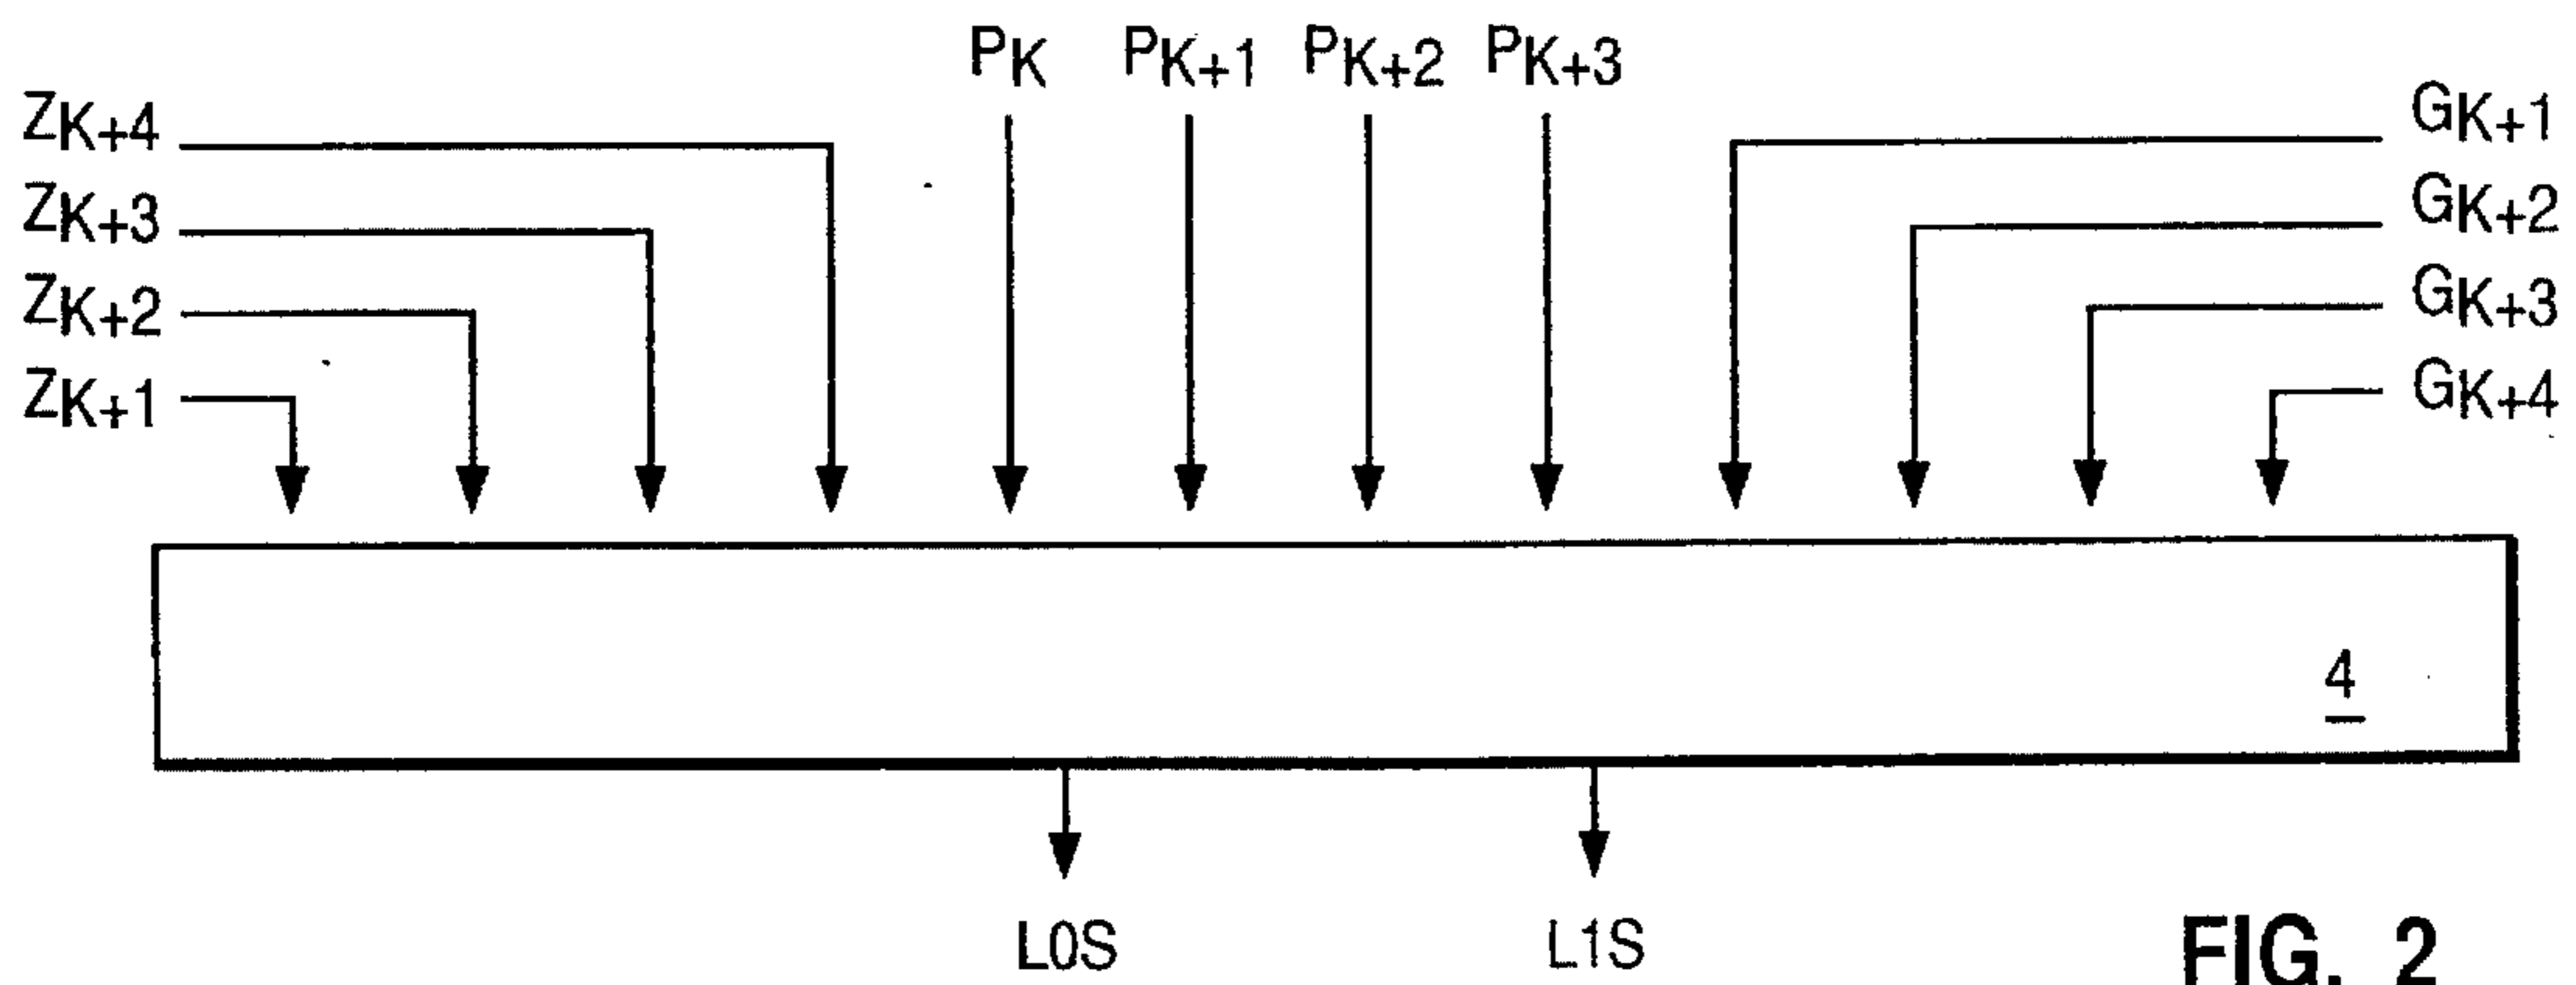 PK PK+1 PK+2 PK+3
ZK+4
ZK+3
ZK+2
ZK+1
GK+1
GK+2
GK+3
GK+4
4
L0S L1S
FIG. 2